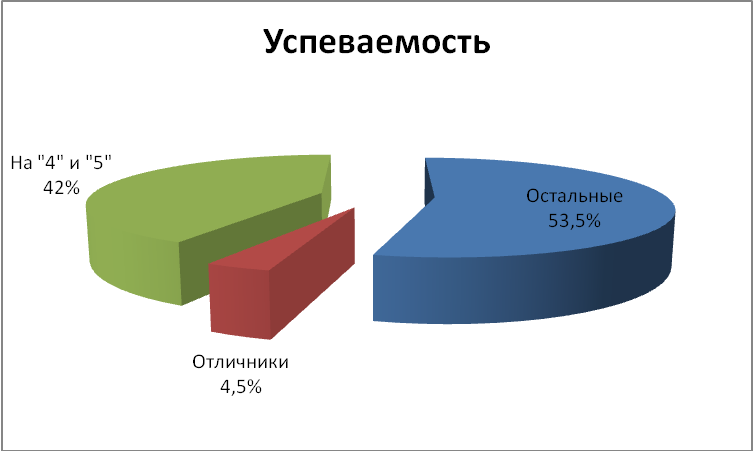 Успеваемость
На "4" и "5"
42%
Остальные
53,5%
Отличники
4,5%